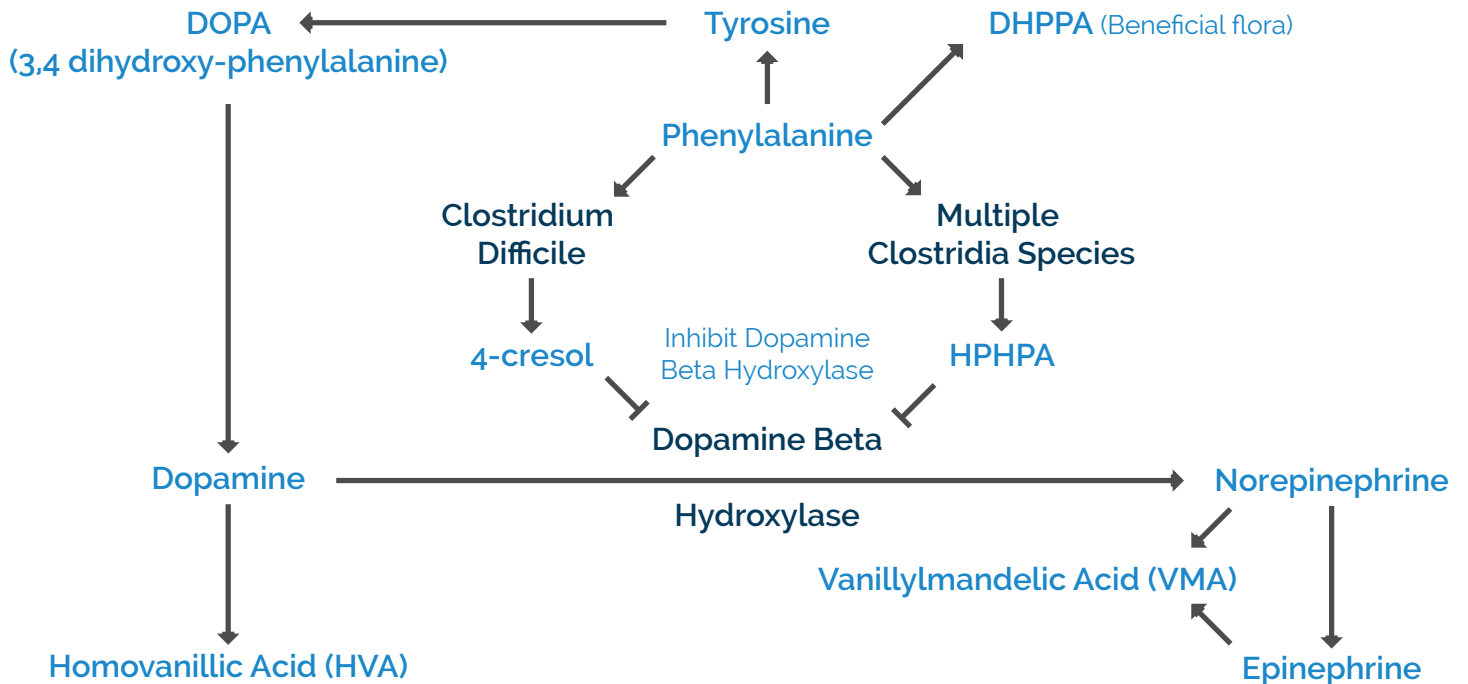 DOPA
(3,4 dihydroxy-phenylalanine)
Tyrosine
DHPPA (Beneficial flora)
Phenylalanine
Clostridium
Difficile
Multiple
Clostridia Species
4-cresol
Inhibit Dopamine
Beta Hydroxylase
HPHPA
Dopamine Beta
Dopamine
Hydroxylase
Norepinephrine
Vanillylmandelic Acid (VMA)
Homovanillic Acid (HVA)
Epinephrine